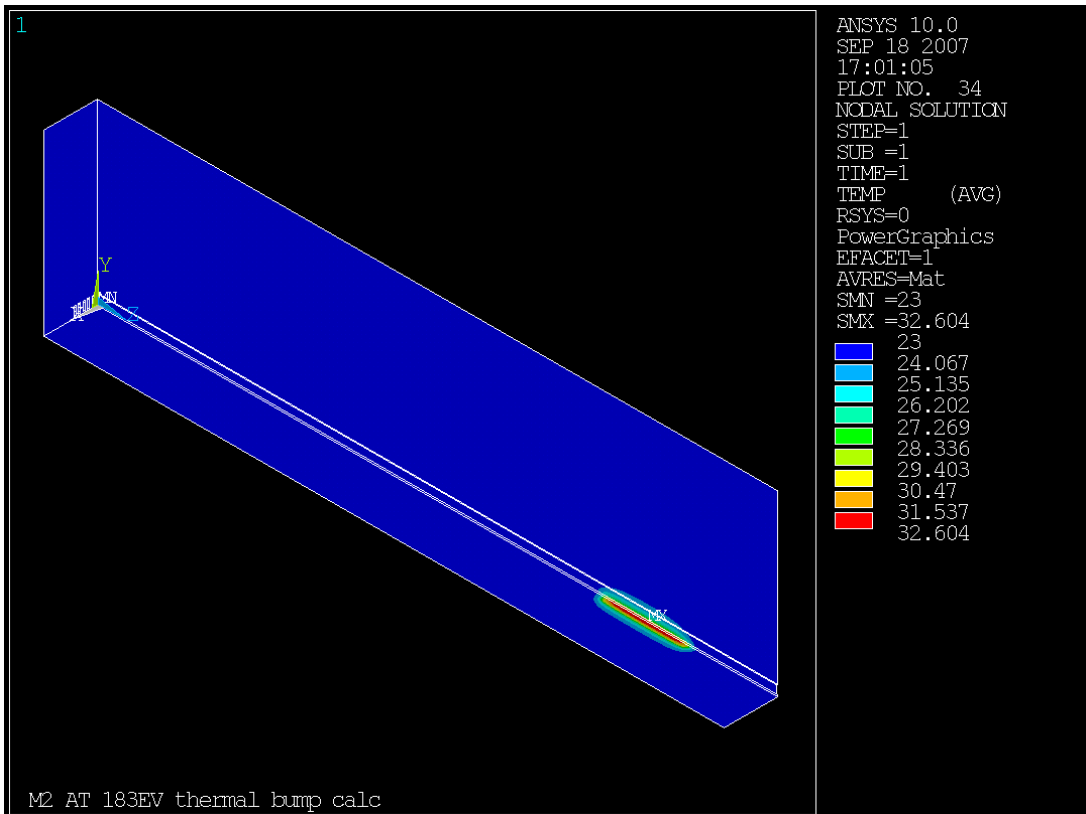 1
ANSYS 10.0
SEP 18 2007
17:01:05
PLOT NO. 34
NODAL SOLUTION
STEP=1
SUB =1
TIME=1
TEMP (AVG)
RSYS=0
PowerGraphics
EFACET=1
AVRES=Mat
SMN =23
SMX =32.604
23
24.067
25.135
26.202
27.269
28.336
29.403
30.47
31.537
32.604
Y
MN
Z
MX
M2 AT 183EV thermal bump calc